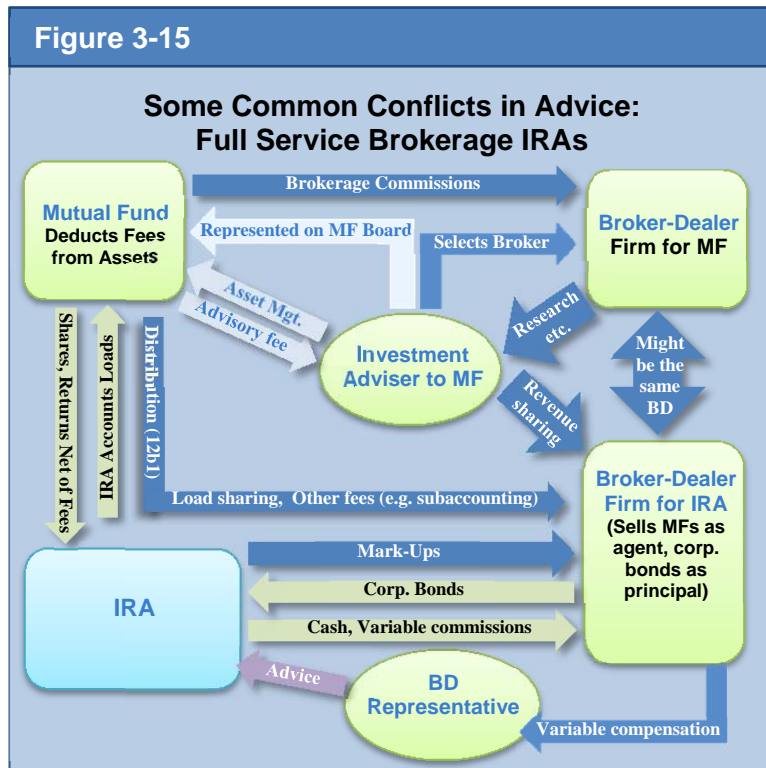 Figure 3-15
Some Common Conflicts in Advice:
Full Service Brokerage IRAs
Brokerage Commissions
Mutual Fund
Deducts Fees
from Assets
Represented on MF Board
Selects Broker
Broker-Dealer
Firm for MF
Asset Mgt.
Advisory fee
Research
etc.
Investment
Adviser to MF
Might
be the
same
BD
Revenue
sharing
Shares, Returns Net of Fees
IRA Accounts Loads
Distribution (12b1)
Load sharing, Other fees (e.g. subaccounting)
Broker-Dealer
Firm for IRA
(Sells MFs as
agent, corp.
bonds as
principal)
Mark-Ups
Corp. Bonds
IRA
Cash, Variable commissions
Advice
BD
Representative
Variable compensation